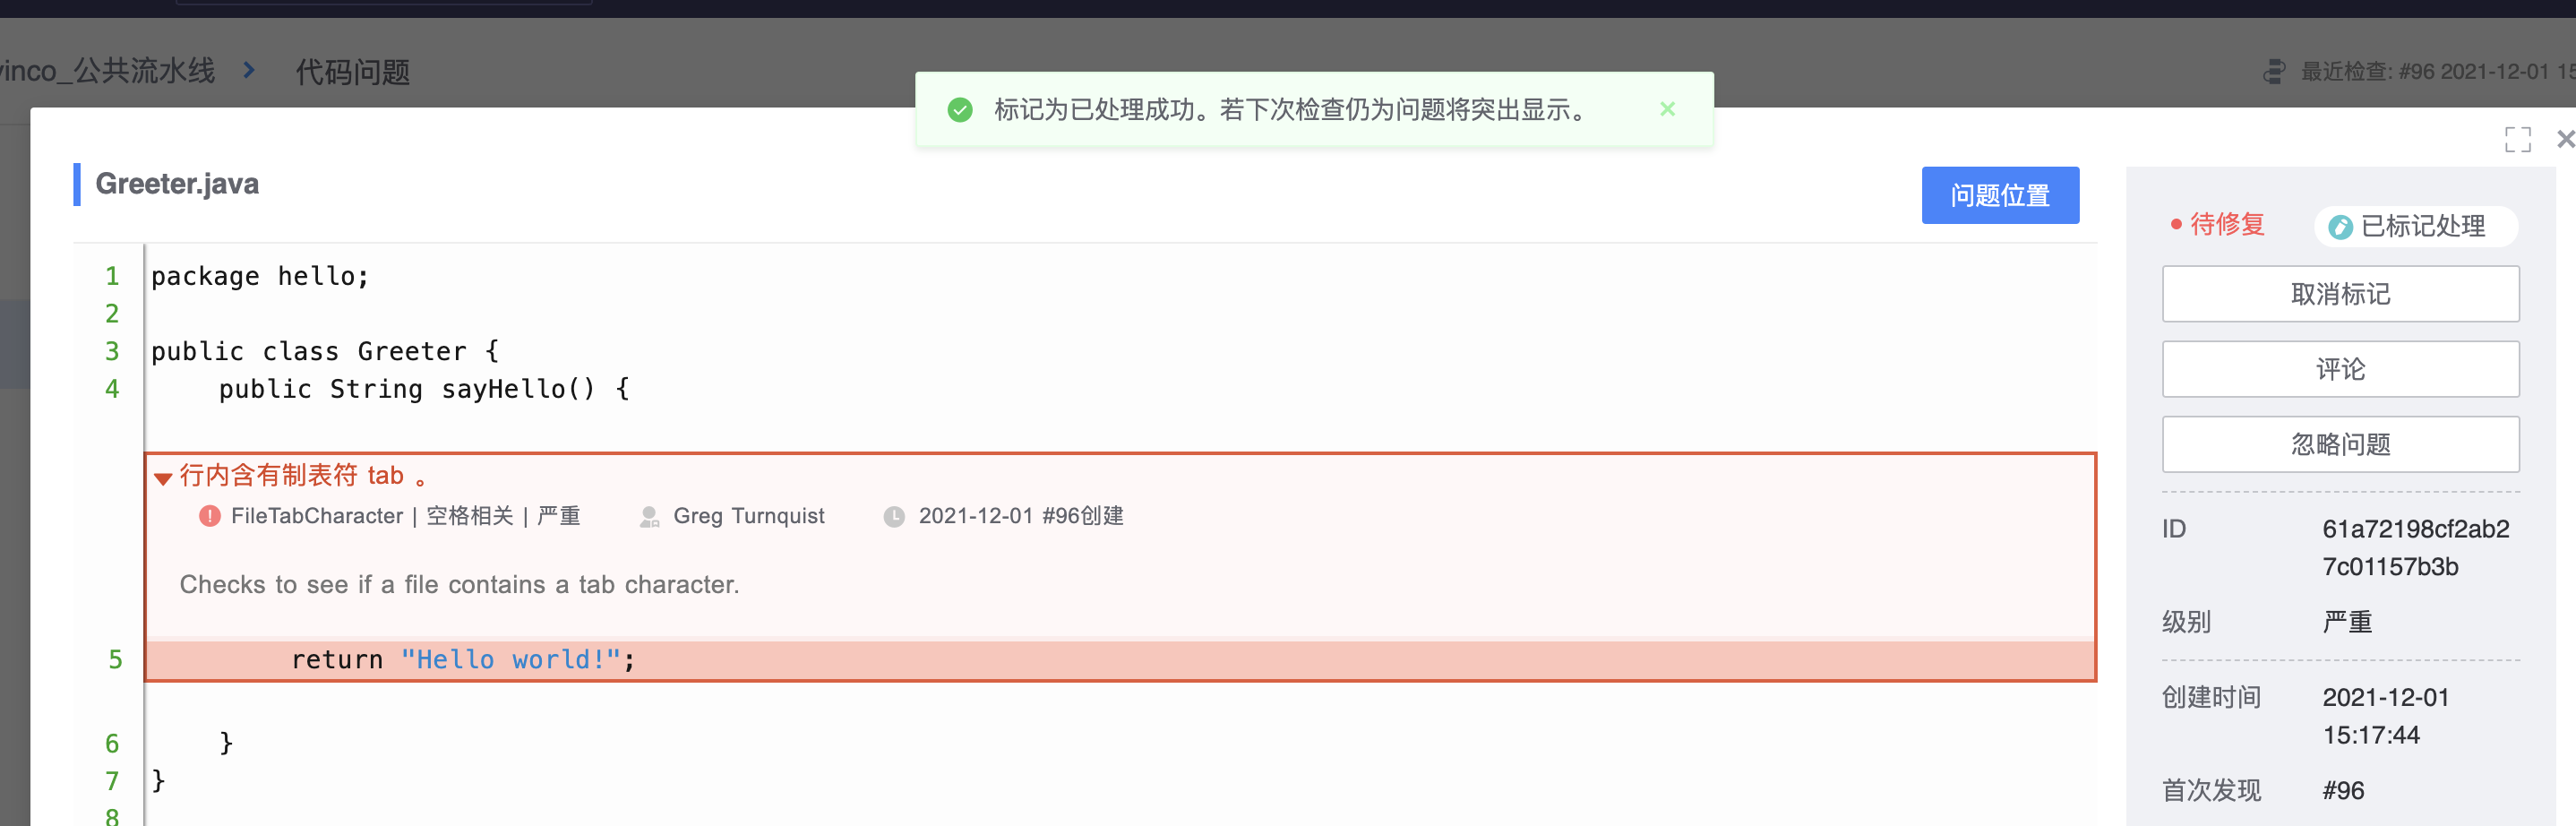 vinco_公共流水线 代码问题
最近检查: #96 2021-12-01 15
标记为已处理成功。若下次检查仍为问题将突出显示。
Greeter.java
问题位置
1 package hello;
2
3 public class Greeter {
4 public String sayHello() {
行内含有制表符 tab 。
FileTabCharacter | 空格相关 | 严重 Greg Turnquist 2021-12-01 #96创建
Checks to see if a file contains a tab character.
5 return "Hello world!";
6 }
7 }
8
待修复 已标记处理
取消标记
评论
忽略问题
ID 61a72198cf2ab2
7c01157b3b
级别 严重
创建时间 2021-12-01
15:17:44
首次发现 #96